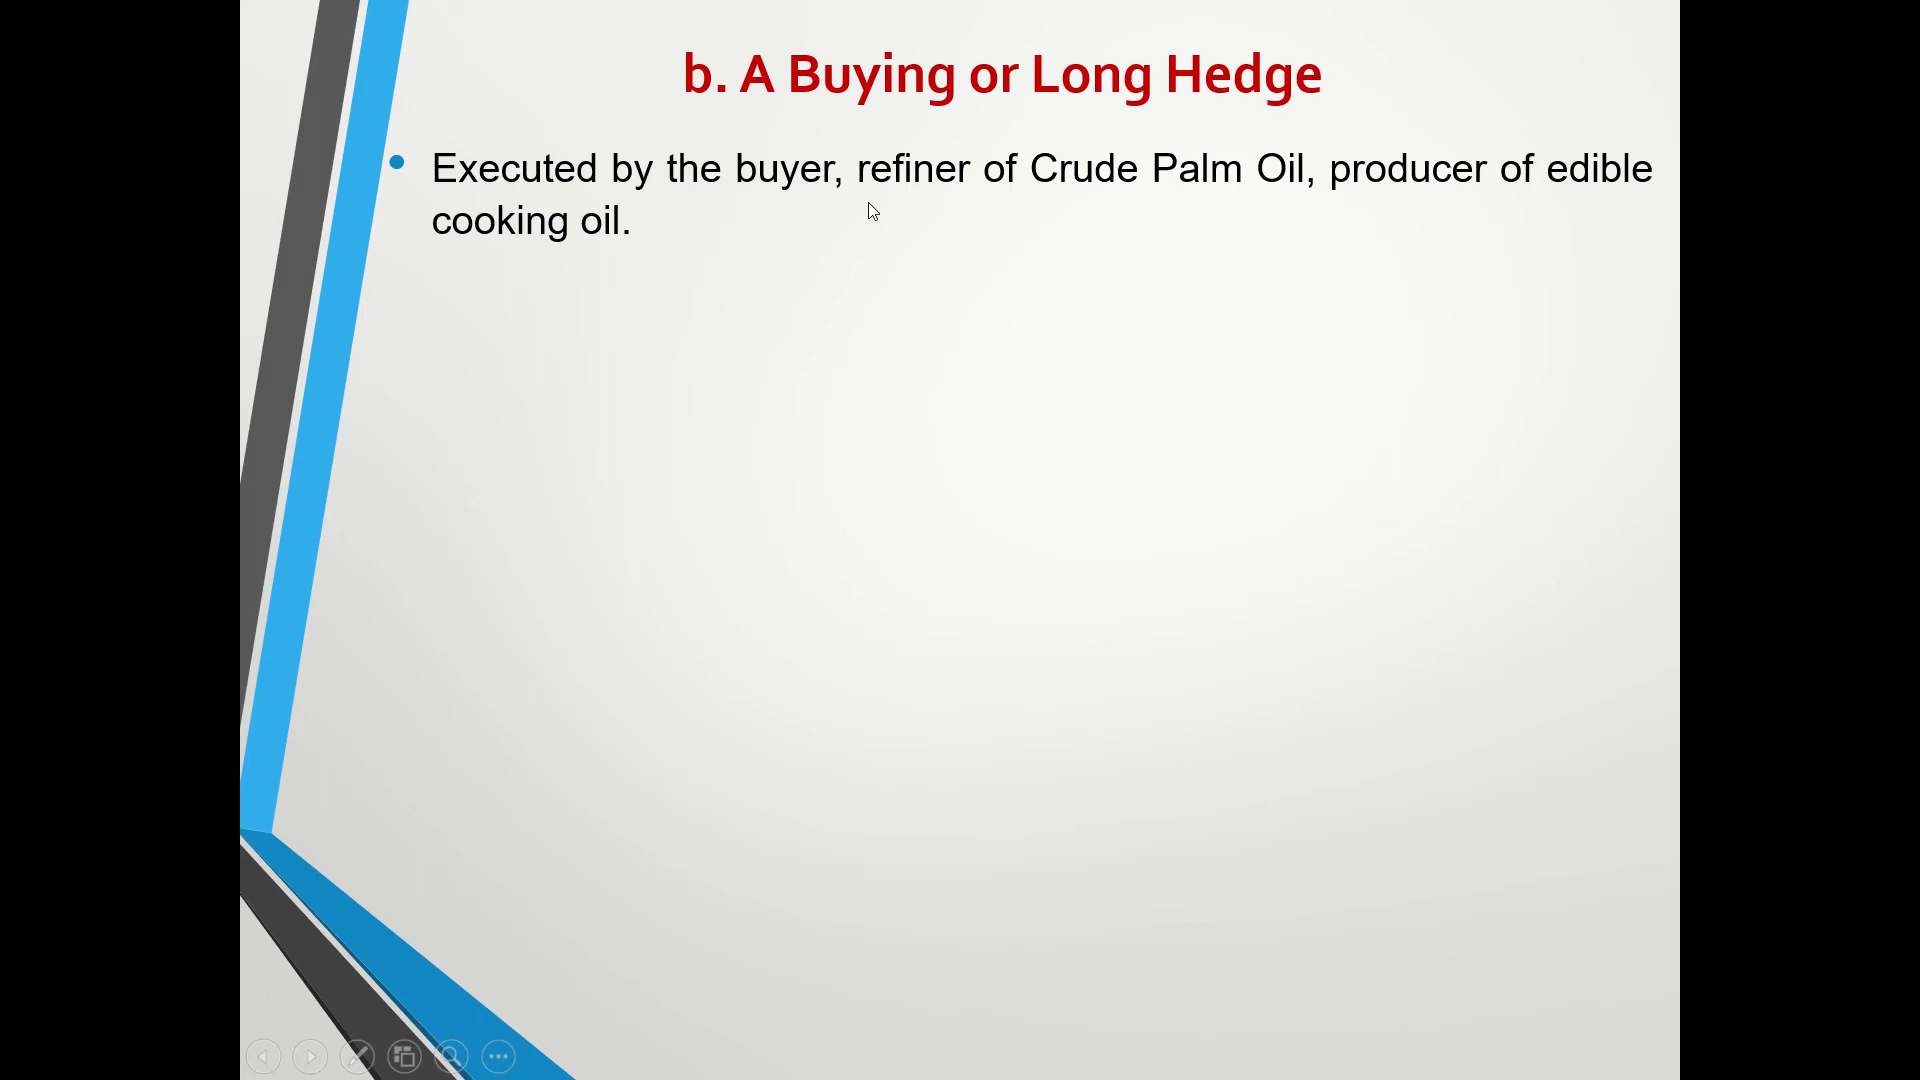 b. A Buying or Long Hedge
Executed by the buyer, refiner of Crude Palm Oil, producer of edible
cooking oil.